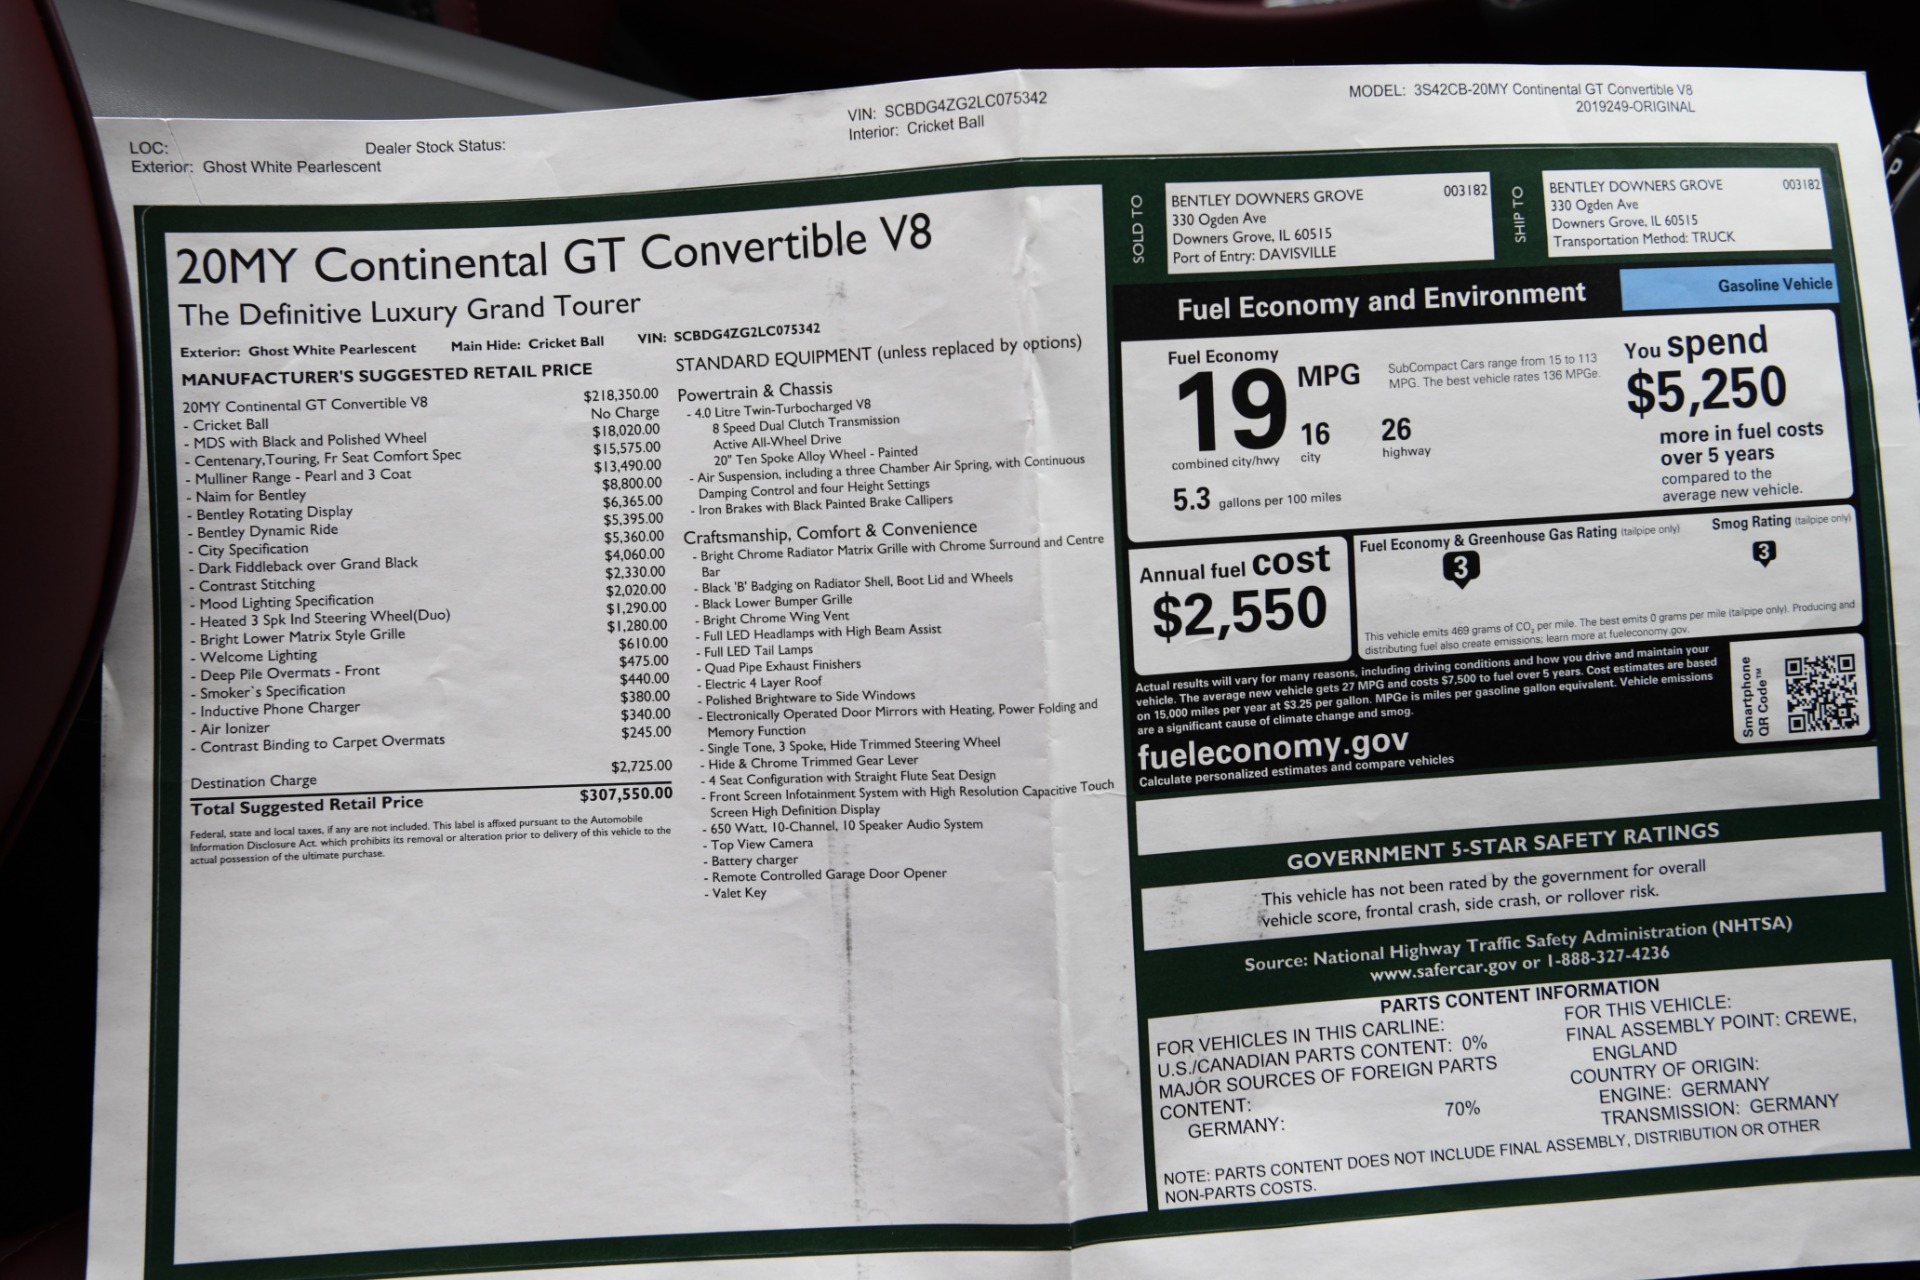 LOC:
Dealer Stock Status:
Exterior: Ghost White Pearlescent
VIN: SCBDG4ZG2LC075342
Interior: Cricket Ball
MODEL: 3S42CB-20MY Continental GT Convertible V8
2019249-ORIGINAL
20MY Continental GT Convertible V8
The Definitive Luxury Grand Tourer
Exterior: Ghost White Pearlescent Main Hide: Cricket Ball VIN: SCBDG4ZG2LC075342
MANUFACTURER'S SUGGESTED RETAIL PRICE
20MY Continental GT Convertible V8 $218,350.00
- Cricket Ball No Charge
- MDS with Black and Polished Wheel $18,020.00
- Centenary,Touring, Fr Seat Comfort Spec $15,575.00
- Mulliner Range - Pearl and 3 Coat $13,490.00
- Naim for Bentley $8,800.00
- Bentley Rotating Display $6,365.00
- Bentley Dynamic Ride $5,395.00
- City Specification $5,360.00
- Dark Fiddleback over Grand Black $4,060.00
- Contrast Stitching $2,330.00
- Mood Lighting Specification $2,020.00
- Heated 3 Spk Ind Steering Wheel(Duo) $1,290.00
- Bright Lower Matrix Style Grille $1,280.00
- Welcome Lighting $610.00
- Deep Pile Overmats - Front $475.00
- Smoker`s Specification $440.00
- Inductive Phone Charger $380.00
- Air Ionizer $340.00
- Contrast Binding to Carpet Overmats $245.00
Destination Charge $2,725.00
Total Suggested Retail Price $307,550.00
Federal, state and local taxes, if any are not included. This label is affixed pursuant to the Automobile
Information Disclosure Act. which prohibits its removal or alteration prior to delivery of this vehicle to the
actual possession of the ultimate purchase.
STANDARD EQUIPMENT (unless replaced by options)
Powertrain & Chassis
- 4.0 Litre Twin-Turbocharged V8
8 Speed Dual Clutch Transmission
Active All-Wheel Drive
20" Ten Spoke Alloy Wheel - Painted
- Air Suspension, including a three Chamber Air Spring, with Continuous
Damping Control and four Height Settings
- Iron Brakes with Black Painted Brake Callipers
Craftsmanship, Comfort & Convenience
- Bright Chrome Radiator Matrix Grille with Chrome Surround and Centre
Bar
- Black 'B' Badging on Radiator Shell, Boot Lid and Wheels
- Black Lower Bumper Grille
- Bright Chrome Wing Vent
- Full LED Headlamps with High Beam Assist
- Full LED Tail Lamps
- Quad Pipe Exhaust Finishers
- Electric 4 Layer Roof
- Polished Brightware to Side Windows
- Electronically Operated Door Mirrors with Heating, Power Folding and
Memory Function
- Single Tone, 3 Spoke, Hide Trimmed Steering Wheel
- Hide & Chrome Trimmed Gear Lever
- 4 Seat Configuration with Straight Flute Seat Design
- Front Screen Infotainment System with High Resolution Capacitive Touch
Screen High Definition Display
- 650 Watt, 10-Channel, 10 Speaker Audio System
- Top View Camera
- Battery charger
- Remote Controlled Garage Door Opener
- Valet Key
SOLD TO
BENTLEY DOWNERS GROVE 003182
330 Ogden Ave
Downers Grove, IL 60515
Port of Entry: DAVISVILLE
SHIP TO
BENTLEY DOWNERS GROVE 003182
330 Ogden Ave
Downers Grove, IL 60515
Transportation Method: TRUCK
Fuel Economy and Environment
Gasoline Vehicle
Fuel Economy
19 MPG
combined city/hwy
16
city
26
highway
5.3 gallons per 100 miles
SubCompact Cars range from 15 to 113
MPG. The best vehicle rates 136 MPGe.
You spend
$5,250
more in fuel costs
over 5 years
compared to the
average new vehicle.
Annual fuel cost
$2,550
Fuel Economy & Greenhouse Gas Rating (tailpipe only)
3
Smog Rating (tailpipe only)
3
This vehicle emits 469 grams of CO2 per mile. The best emits 0 grams per mile (tailpipe only). Producing and
distributing fuel also create emissions; learn more at fueleconomy.gov.
Actual results will vary for many reasons, including driving conditions and how you drive and maintain your
vehicle. The average new vehicle gets 27 MPG and costs $7,500 to fuel over 5 years. Cost estimates are based
on 15,000 miles per year at $3.25 per gallon. MPGe is miles per gasoline gallon equivalent. Vehicle emissions
are a significant cause of climate change and smog.
fueleconomy.gov
Calculate personalized estimates and compare vehicles
Smartphone
QR Code™
GOVERNMENT 5-STAR SAFETY RATINGS
This vehicle has not been rated by the government for overall
vehicle score, frontal crash, side crash, or rollover risk.
Source: National Highway Traffic Safety Administration (NHTSA)
www.safercar.gov or 1-888-327-4236
PARTS CONTENT INFORMATION
FOR VEHICLES IN THIS CARLINE:
U.S./CANADIAN PARTS CONTENT: 0%
MAJOR SOURCES OF FOREIGN PARTS
CONTENT:
GERMANY: 70%
FOR THIS VEHICLE:
FINAL ASSEMBLY POINT: CREWE,
ENGLAND
COUNTRY OF ORIGIN:
ENGINE: GERMANY
TRANSMISSION: GERMANY
NOTE: PARTS CONTENT DOES NOT INCLUDE FINAL ASSEMBLY, DISTRIBUTION OR OTHER
NON-PARTS COSTS.
P